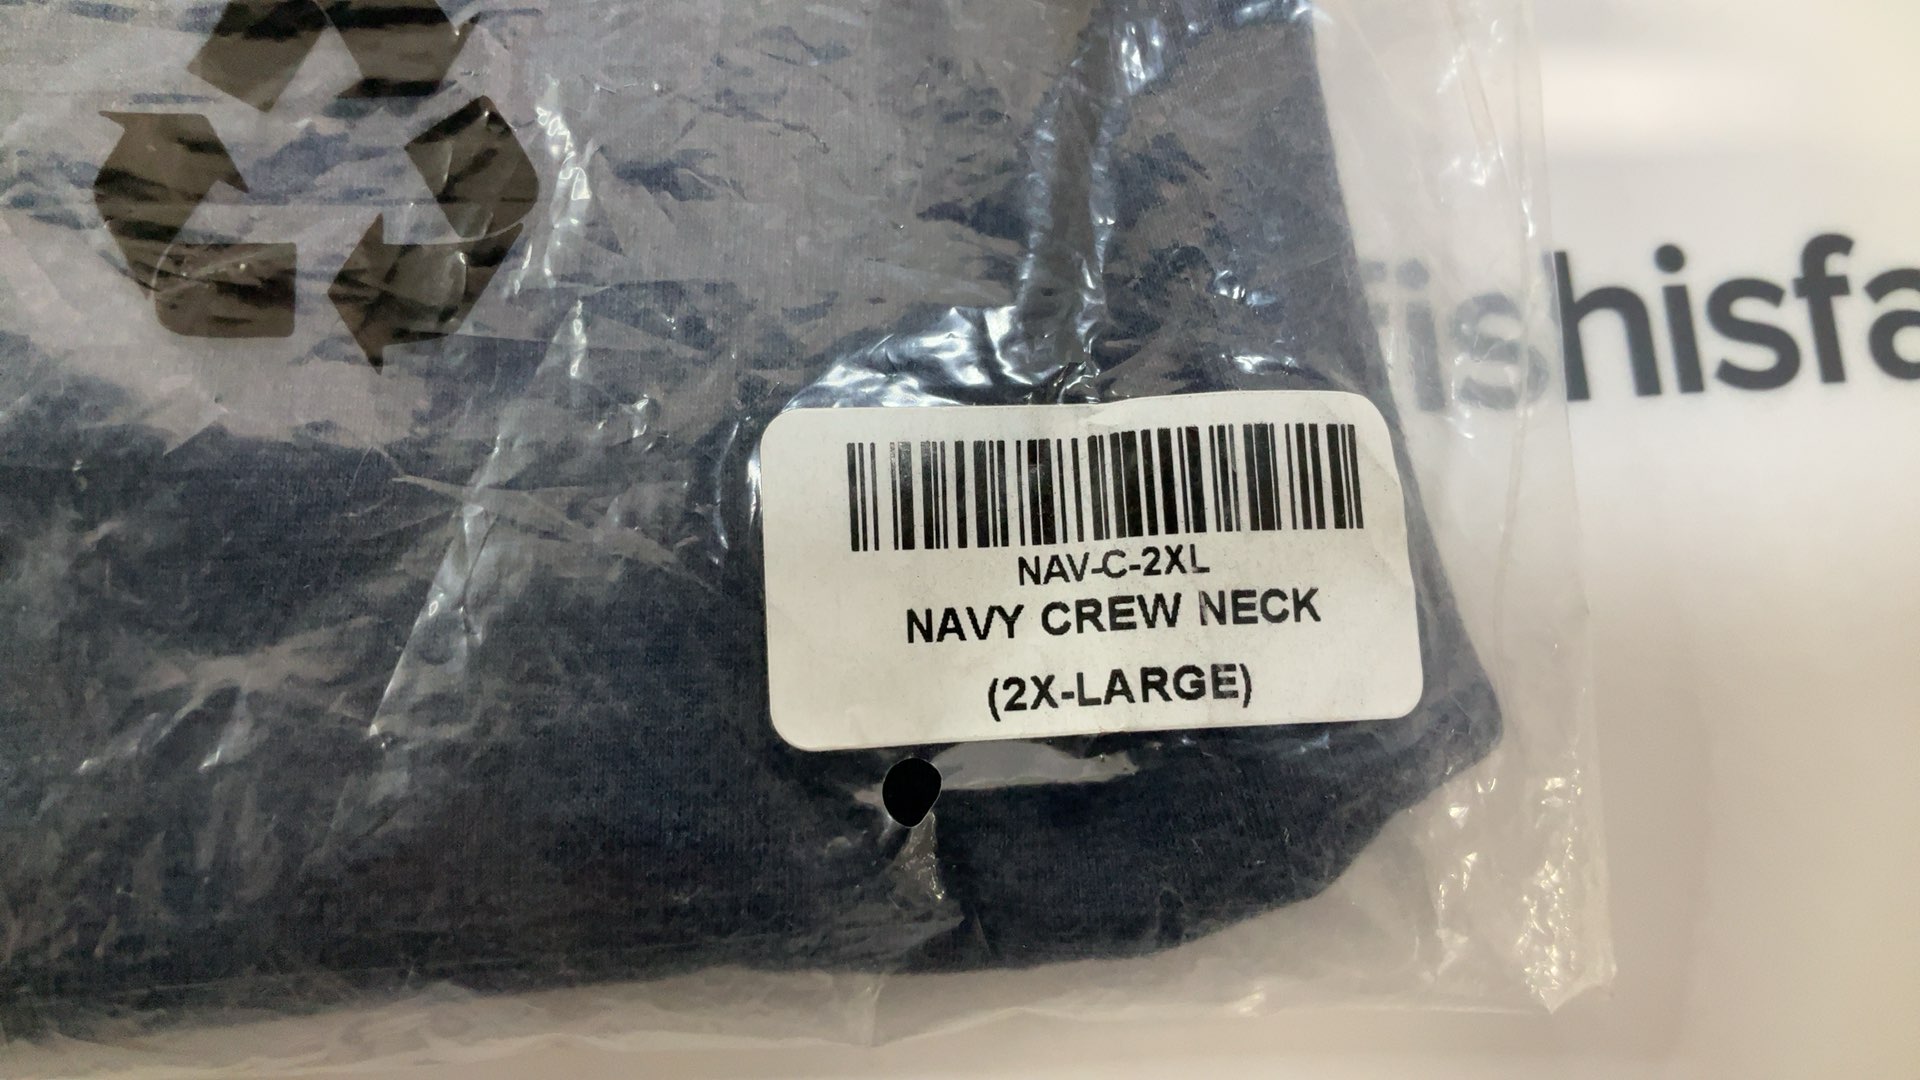 fishisfa
NAV-C-2XL
NAVY CREW NECK
(2X-LARGE)